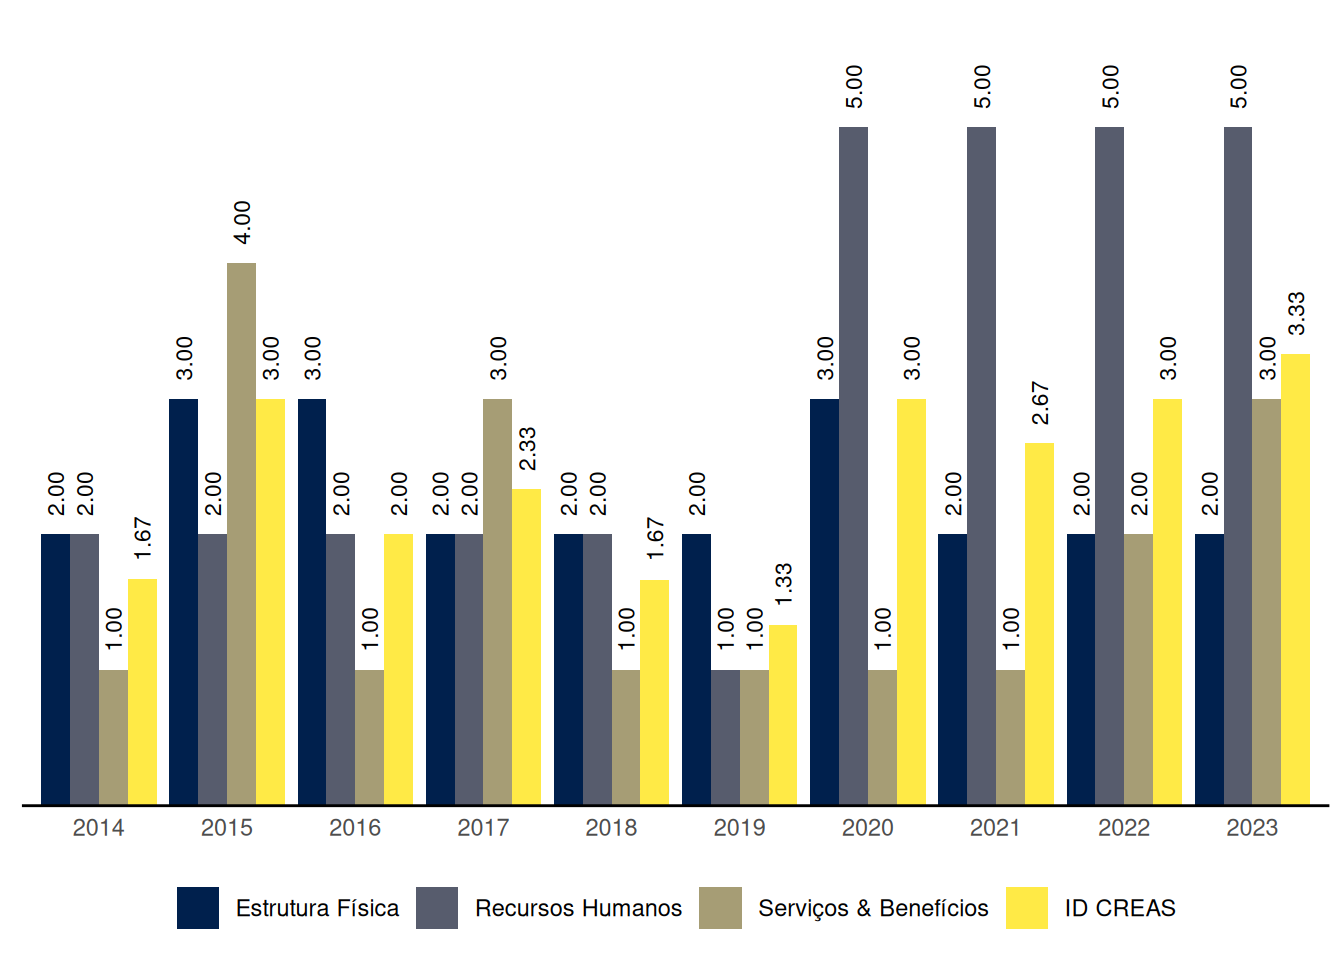 5.00 5.00 5.00 5.00
4.00
3.33
3.00 3.00 3.00 3.00 3.00 3.00 3.00 3.00
2.67
2.33
2.00 2.00 2.00 2.00 2.00 2.00 2.00 2.00 2.00 2.00 2.00 2.00 2.00 2.00
1.67 1.67
1.33
1.00 1.00 1.00 1.00 1.00 1.00 1.00
2014 2015 2016 2017 2018 2019 2020 2021 2022 2023
Estrutura Física Recursos Humanos Serviços & Benefícios ID CREAS